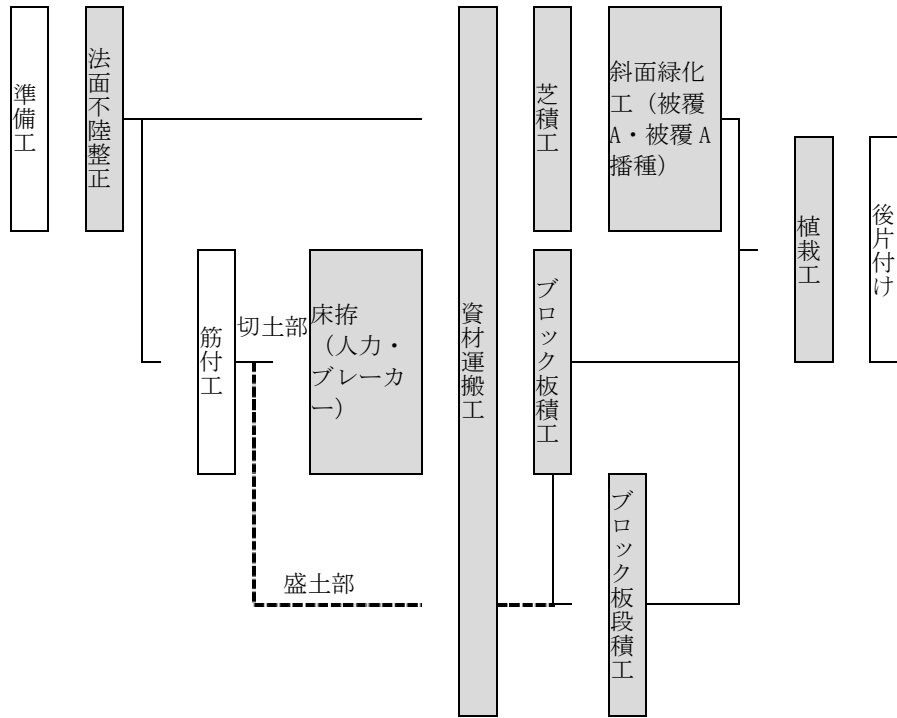 準備工
法面不陸整正
筋付工
切土部
盛土部
床拵
（人力・
ブレーカ
ー）
資材運搬工
芝積工
斜面緑化
工（被覆
A・被覆A
播種）
ブロック板積工
ブロック板段積工
植栽工
後片付け